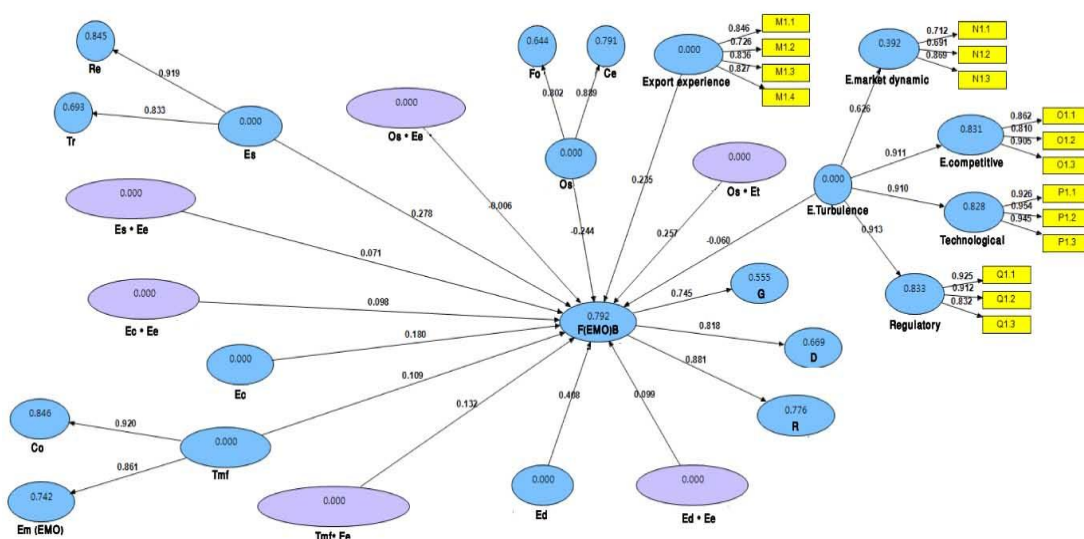 0.845
Re
0.919
0.693
Tr
0.833
0.000
Es
0.000
Os * Ee
0.644
Fo
0.791
Ce
0.802
0.889
0.000
Os
0.000
Export experience
0.846
0.726
0.836
0.827
M1.1
M1.2
M1.3
M1.4
0.392
E.market dynamic
0.712
0.691
0.869
N1.1
N1.2
N1.3
0.626
0.831
E.competitive
0.862
0.810
0.905
O1.1
O1.2
O1.3
0.911
0.000
E.Turbulence
0.910
0.828
Technological
0.926
0.954
0.945
P1.1
P1.2
P1.3
0.913
0.833
Regulatory
0.925
0.912
0.832
Q1.1
Q1.2
Q1.3
0.000
Os * Et
0.235
0.257
-0.060
-0.006
-0.244
0.278
0.000
Es * Ee
0.071
0.000
Ec * Ee
0.098
0.180
0.000
Ec
0.109
0.792
F(EMO)B
0.745
0.555
G
0.818
0.669
D
0.881
0.776
R
0.846
Co
0.920
0.000
Tmf
0.861
0.742
Em (EMO)
0.132
0.000
Tmf* Ee
0.408
0.000
Ed
0.099
0.000
Ed * Ee